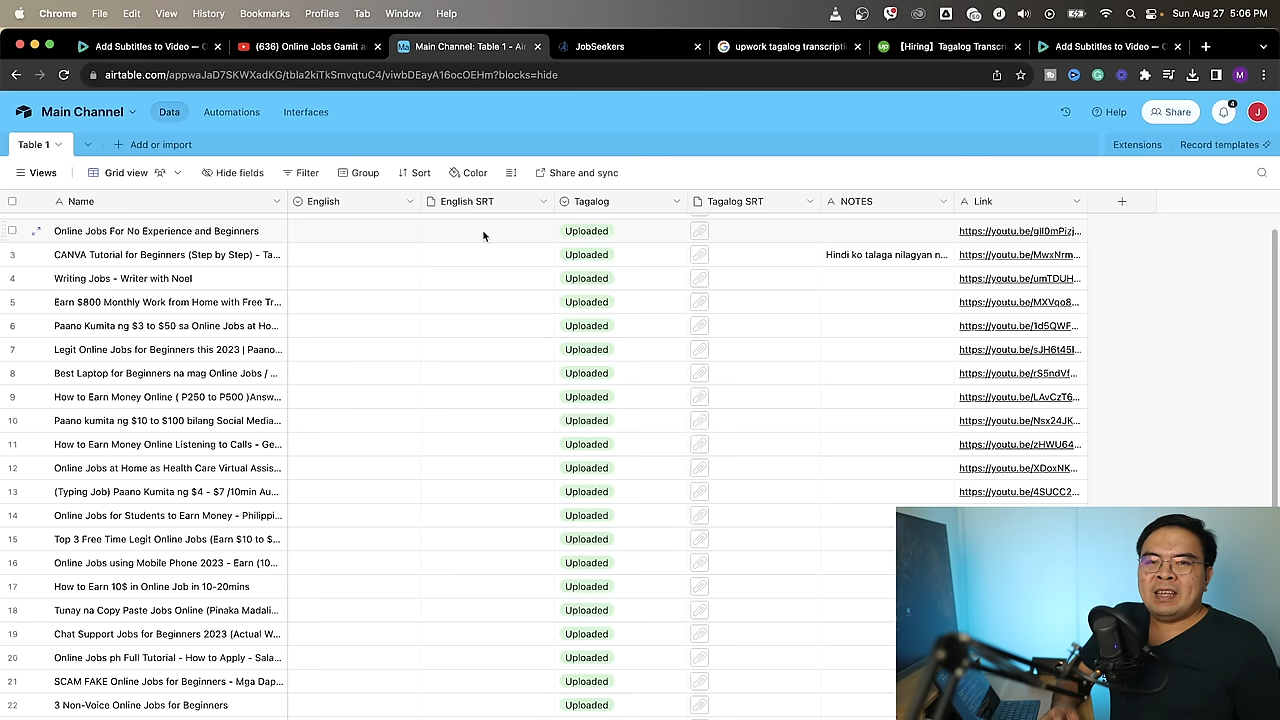 Chrome File Edit View History Bookmarks Profiles Tab Window Help Sun Aug 27 5:06 PM
Add Subtitles to Video — C (636) Online Jobs Gamit a Main Channel: Table 1 - Air JobSeekers upwork tagalog transcripti [Hiring] Tagalog Transcri Add Subtitles to Video — C
airtable.com/appwaJaD7SKWXadKG/tbla2kiTkSmvqtuC4/viwbDEayA16ocOEHm?blocks=hide M
Main Channel Data Automations Interfaces Help Share 4 J
Table 1 Add or import Extensions Record templates
Views Grid view Hide fields Filter Group Sort Color Share and sync
Name English English SRT Tagalog Tagalog SRT NOTES Link
Online Jobs For No Experience and Beginners Uploaded https://youtu.be/gIl0mPizj...
3 CANVA Tutorial for Beginners (Step by Step) - Ta... Uploaded Hindi ko talaga nilagyan n... https://youtu.be/MwxNrm...
4 Writing Jobs - Writer with Noel Uploaded https://youtu.be/umTDUH...
5 Earn $800 Monthly Work from Home with Free Tr... Uploaded https://youtu.be/MXVqo8...
6 Paano Kumita ng $3 to $50 sa Online Jobs at Ho... Uploaded https://youtu.be/1d5QWF...
7 Legit Online Jobs for Beginners this 2023 | Paano... Uploaded https://youtu.be/sJH6t45I...
8 Best Laptop for Beginners na mag Online Jobs / ... Uploaded https://youtu.be/rS5ndVf...
9 How to Earn Money Online ( P250 to P500 ) Uploaded https://youtu.be/LAvCzT6...
10 Paano kumita ng $10 to $100 bilang Social Media... Uploaded https://youtu.be/Nsx24JK...
11 How to Earn Money Online Listening to Calls - Ge... Uploaded https://youtu.be/zHWU64...
12 Online Jobs at Home as Health Care Virtual Assis... Uploaded https://youtu.be/XDoxNK...
13 (Typing Job) Paano Kumita ng $4 - $7 /10min Au... Uploaded https://youtu.be/4SUCC2...
14 Online Jobs for Students to Earn Money - Philippi... Uploaded
15 Top 3 Free Time Legit Online Jobs (Earn $10 to $... Uploaded
16 Online Jobs using Mobile Phone 2023 - Earn (10... Uploaded
17 How to Earn 10$ in Online Job in 10-20mins Uploaded
18 Tunay na Copy Paste Jobs Online (Pinaka Madali... Uploaded
19 Chat Support Jobs for Beginners 2023 (Actual Uploaded
20 Online Jobs ph Full Tutorial - How to Apply - Sala... Uploaded
21 SCAM FAKE Online Jobs for Beginners - Mga Dap... Uploaded
3 Non-Voice Online Jobs for Beginners Uploaded